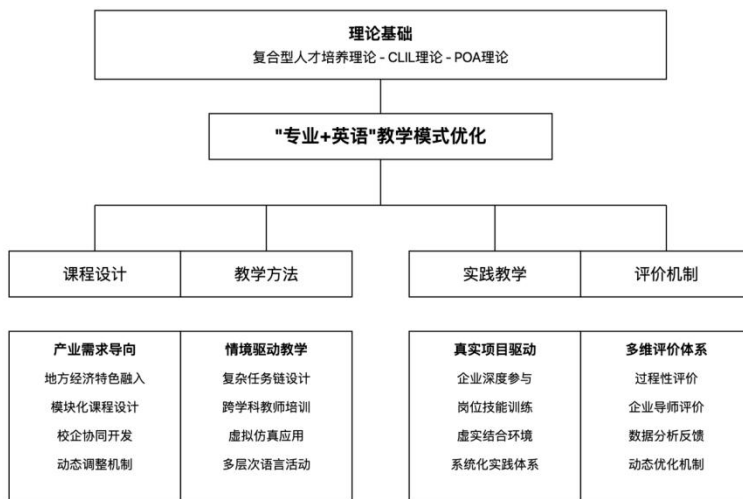 理论基础
复合型人才培养理论 - CLIL理论 - POA理论
"专业+英语"教学模式优化
课程设计
教学方法
实践教学
评价机制
产业需求导向
地方经济特色融入
模块化课程设计
校企协同开发
动态调整机制
情境驱动教学
复杂任务链设计
跨学科教师培训
虚拟仿真应用
多层次语言活动
真实项目驱动
企业深度参与
岗位技能训练
虚实结合环境
系统化实践体系
多维评价体系
过程性评价
企业导师评价
数据分析反馈
动态优化机制